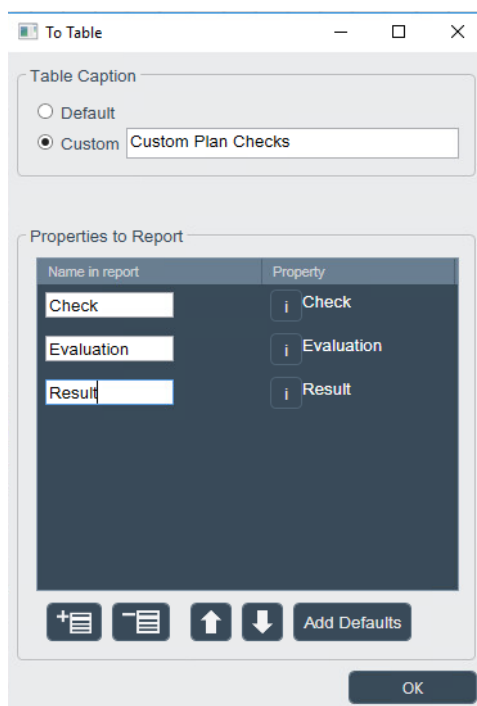 To Table
Table Caption
Default
Custom Custom Plan Checks
Properties to Report
Name in report Property
Check i Check
Evaluation i Evaluation
Result i Result
Add Defaults
OK